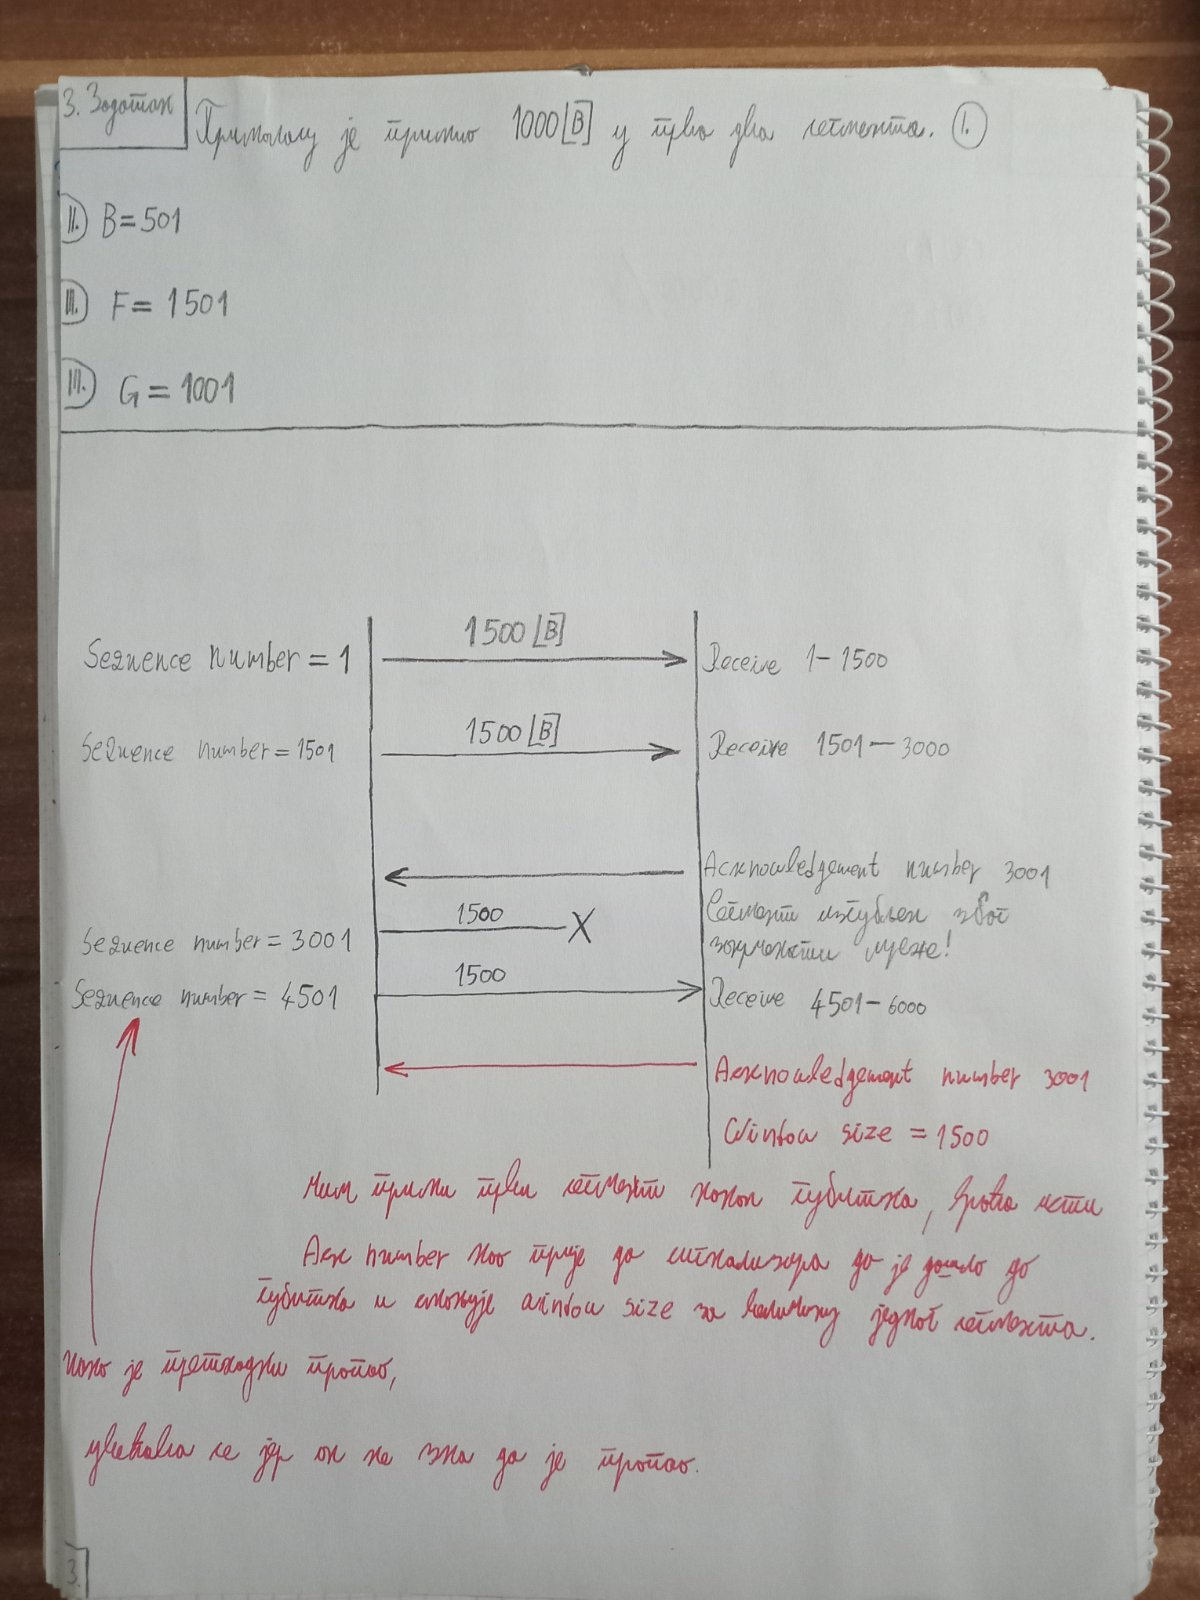 3. Задатак
Примаоцу је пристигло 1000[B] у прва два сегмента. I.
II. B=501
III. F= 1501
III. G= 1001
1500[B]
Sequence number = 1
Receive 1- 1500
1500[B]
Sequence number = 1501
Receive 1501 - 3000
Acknowledgement number 3001
1500 X
Сегмент изгубљен због
Sequence number = 3001
мреже!
1500
Sequence number = 4501
Receive 4501-6000
Acknowledgement number 3001
Window size = 1500
Чим прими први сегмент након губитка, враћа исти
Ack number као прије да сигнализира да је дошло до
губитка и смањује window size за величину једног сегмента.
Иако је претходни пропао,
увећава се јер он не зна да је пропао.
3.